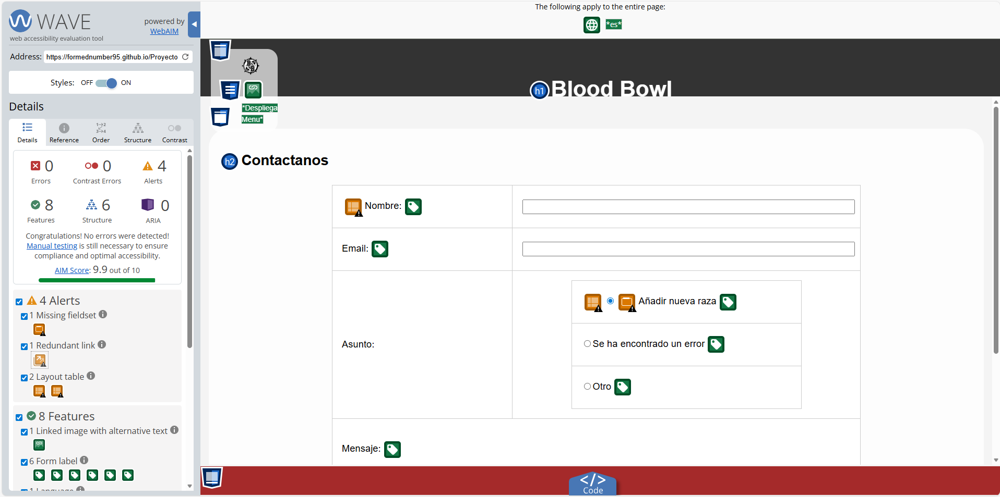 WAVE
web accessibility evaluation tool
powered by
WebAIM
Address: https://formednumber95.github.io/Proyecto
Styles: OFF ON
Details
Details Reference Order Structure Contrast
0 0 4
Errors Contrast Errors Alerts
8 6 0
Features Structure ARIA
Congratulations! No errors were detected!
Manual testing is still necessary to ensure
compliance and optimal accessibility.
AIM Score: 9.9 out of 10
4 Alerts
1 Missing fieldset
1 Redundant link
2 Layout table
8 Features
1 Linked image with alternative text
6 Form label
1 Language
The following apply to the entire page:
*es*
h1 Blood Bowl
*Despliega
Menu*
h2 Contactanos
Nombre:
Email:
Asunto:
Añadir nueva raza
Se ha encontrado un error
Otro
Mensaje:
</>
Code